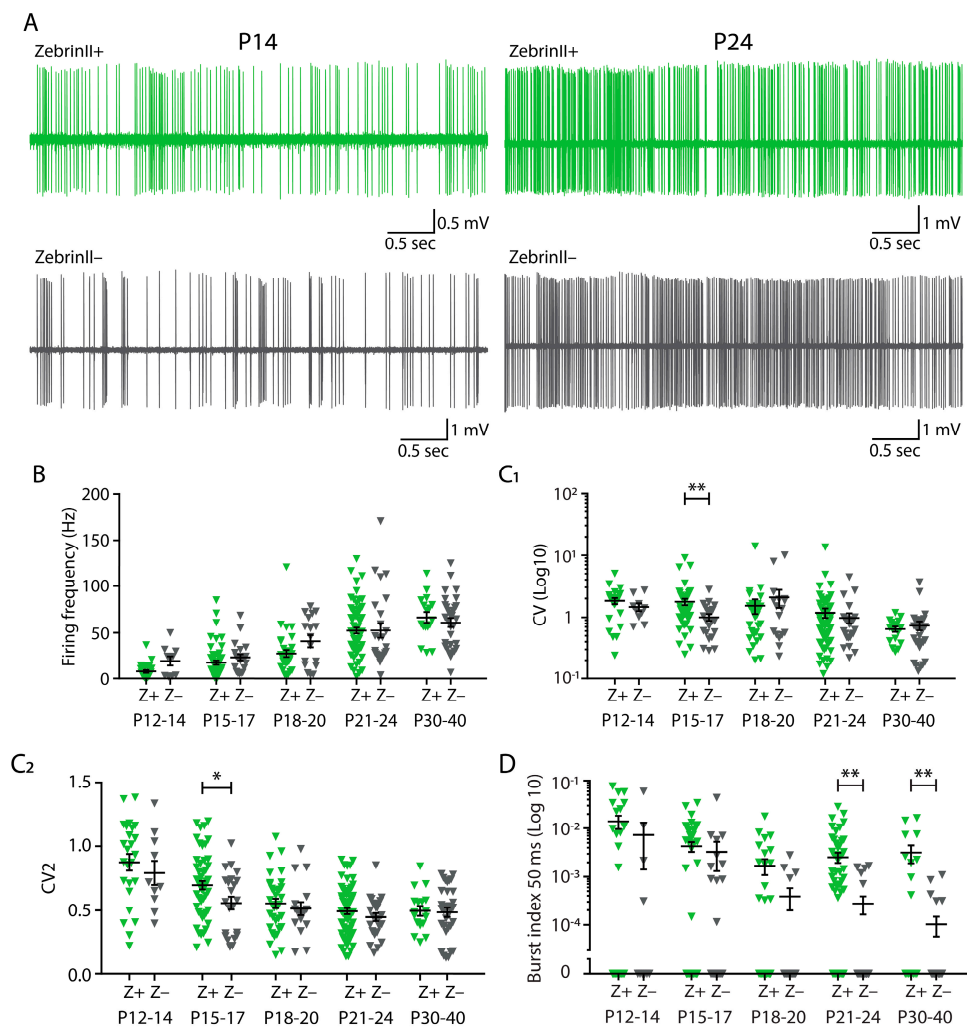 A
P14
P24
ZebrinII+
ZebrinII+
0.5 mV
0.5 sec
1 mV
0.5 sec
ZebrinII–
ZebrinII–
1 mV
0.5 sec
1 mV
0.5 sec
B
Firing frequency (Hz)
200
150
100
50
0
Z+ Z– Z+ Z– Z+ Z– Z+ Z– Z+ Z–
P12-14 P15-17 P18-20 P21-24 P30-40
C1
CV (Log10)
10²
10¹
1
10-¹
**
Z+ Z– Z+ Z– Z+ Z– Z+ Z– Z+ Z–
P12-14 P15-17 P18-20 P21-24 P30-40
C2
CV2
1.5
1.0
0.5
0.0
*
Z+ Z– Z+ Z– Z+ Z– Z+ Z– Z+ Z–
P12-14 P15-17 P18-20 P21-24 P30-40
D
Burst index 50 ms (Log 10)
10-¹
10-²
10-³
10-⁴
0
** **
Z+ Z– Z+ Z– Z+ Z– Z+ Z– Z+ Z–
P12-14 P15-17 P18-20 P21-24 P30-40